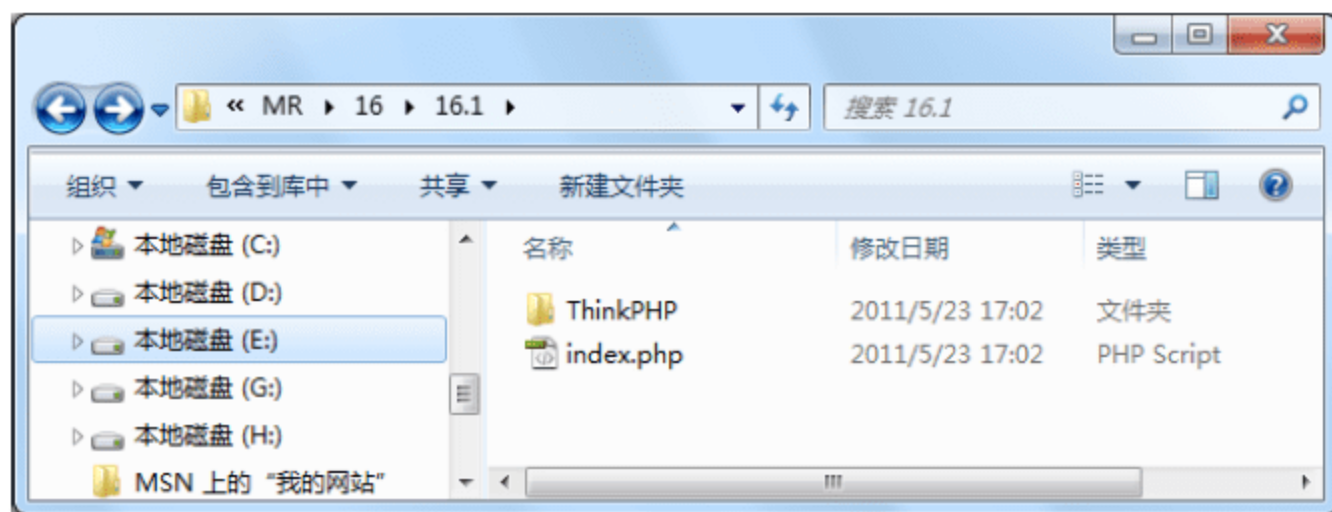 « MR ▸ 16 ▸ 16.1 ▸ 搜索 16.1
组织 包含到库中 共享 新建文件夹
本地磁盘 (C:) 名称 修改日期 类型
本地磁盘 (D:)
ThinkPHP 2011/5/23 17:02 文件夹
本地磁盘 (E:)
index.php 2011/5/23 17:02 PHP Script
本地磁盘 (G:)
本地磁盘 (H:)
MSN 上的“我的网站”